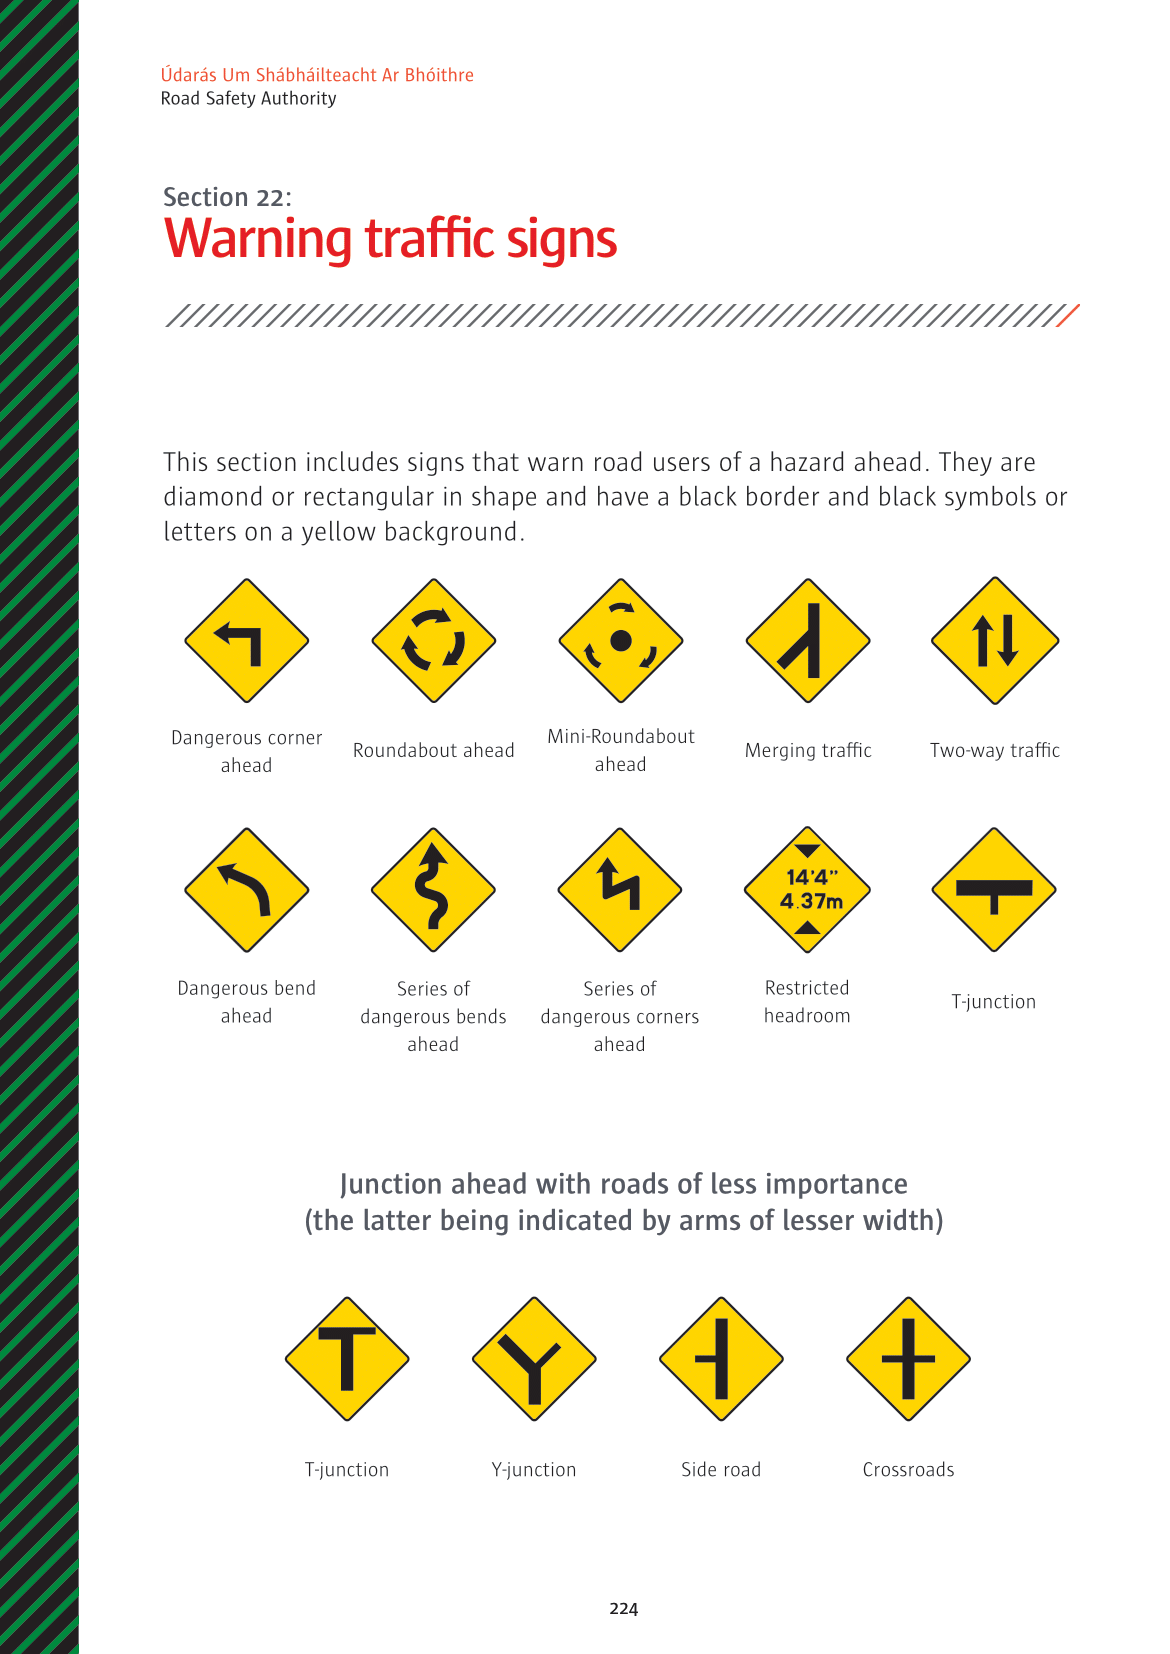 Údarás Um Shábháilteacht Ar Bhóithre
Road Safety Authority
Section 22:
Warning traffic signs
This section includes signs that warn road users of a hazard ahead. They are
diamond or rectangular in shape and have a black border and black symbols or
letters on a yellow background.
Dangerous corner
ahead
Roundabout ahead
Mini-Roundabout
ahead
Merging traffic
Two-way traffic
14'4"
4.37m
Dangerous bend
ahead
Series of
dangerous bends
ahead
Series of
dangerous corners
ahead
Restricted
headroom
T-junction
Junction ahead with roads of less importance
(the latter being indicated by arms of lesser width)
T-junction
Y-junction
Side road
Crossroads
224